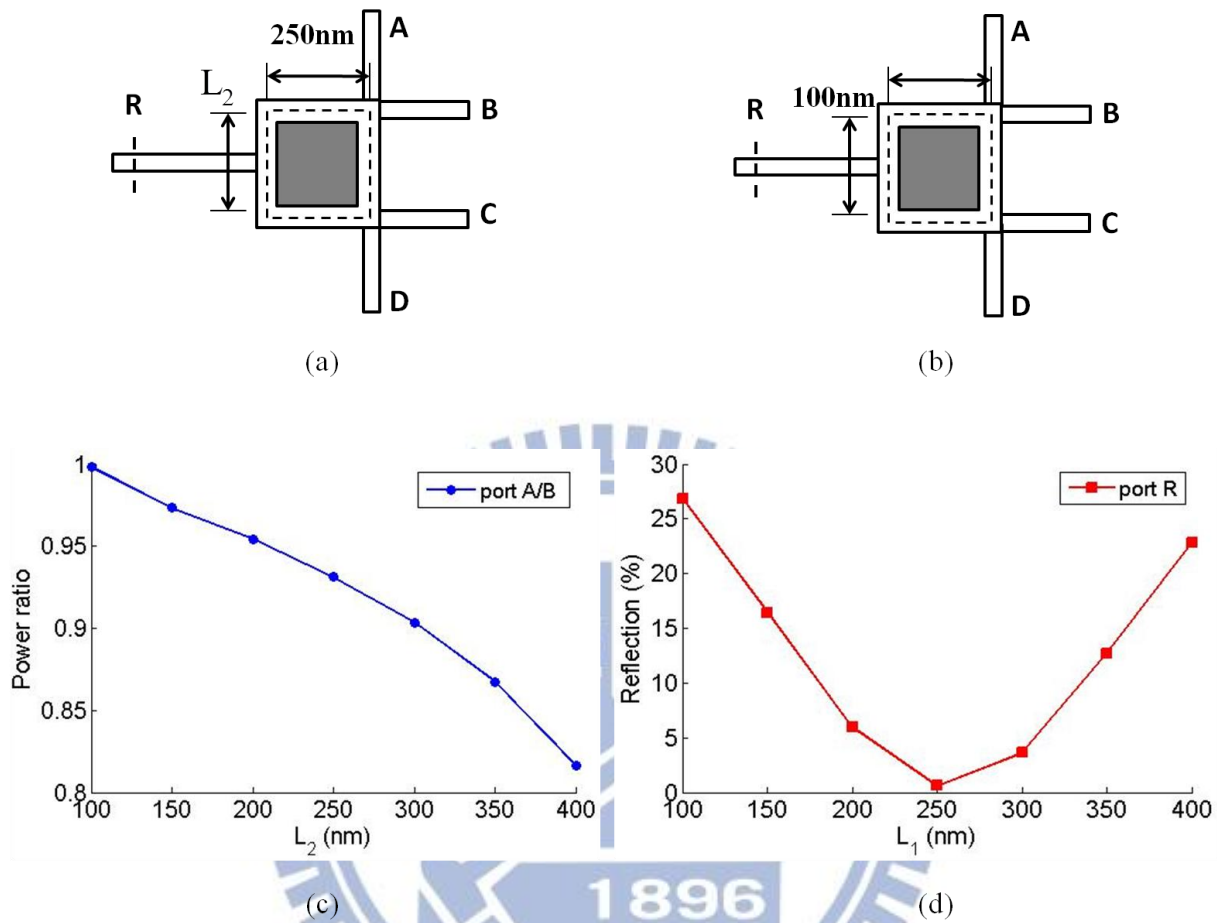 A
250nm
L2
R
B
C
D
(a)
A
100nm
R
B
C
D
(b)
1
0.95
0.9
0.85
0.8
Power ratio
port A/B
100 150 200 250 300 350 400
L2 (nm)
(c)
30
25
20
15
10
5
0
Reflection (%)
port R
100 150 200 250 300 350 400
L1 (nm)
(d)
1896